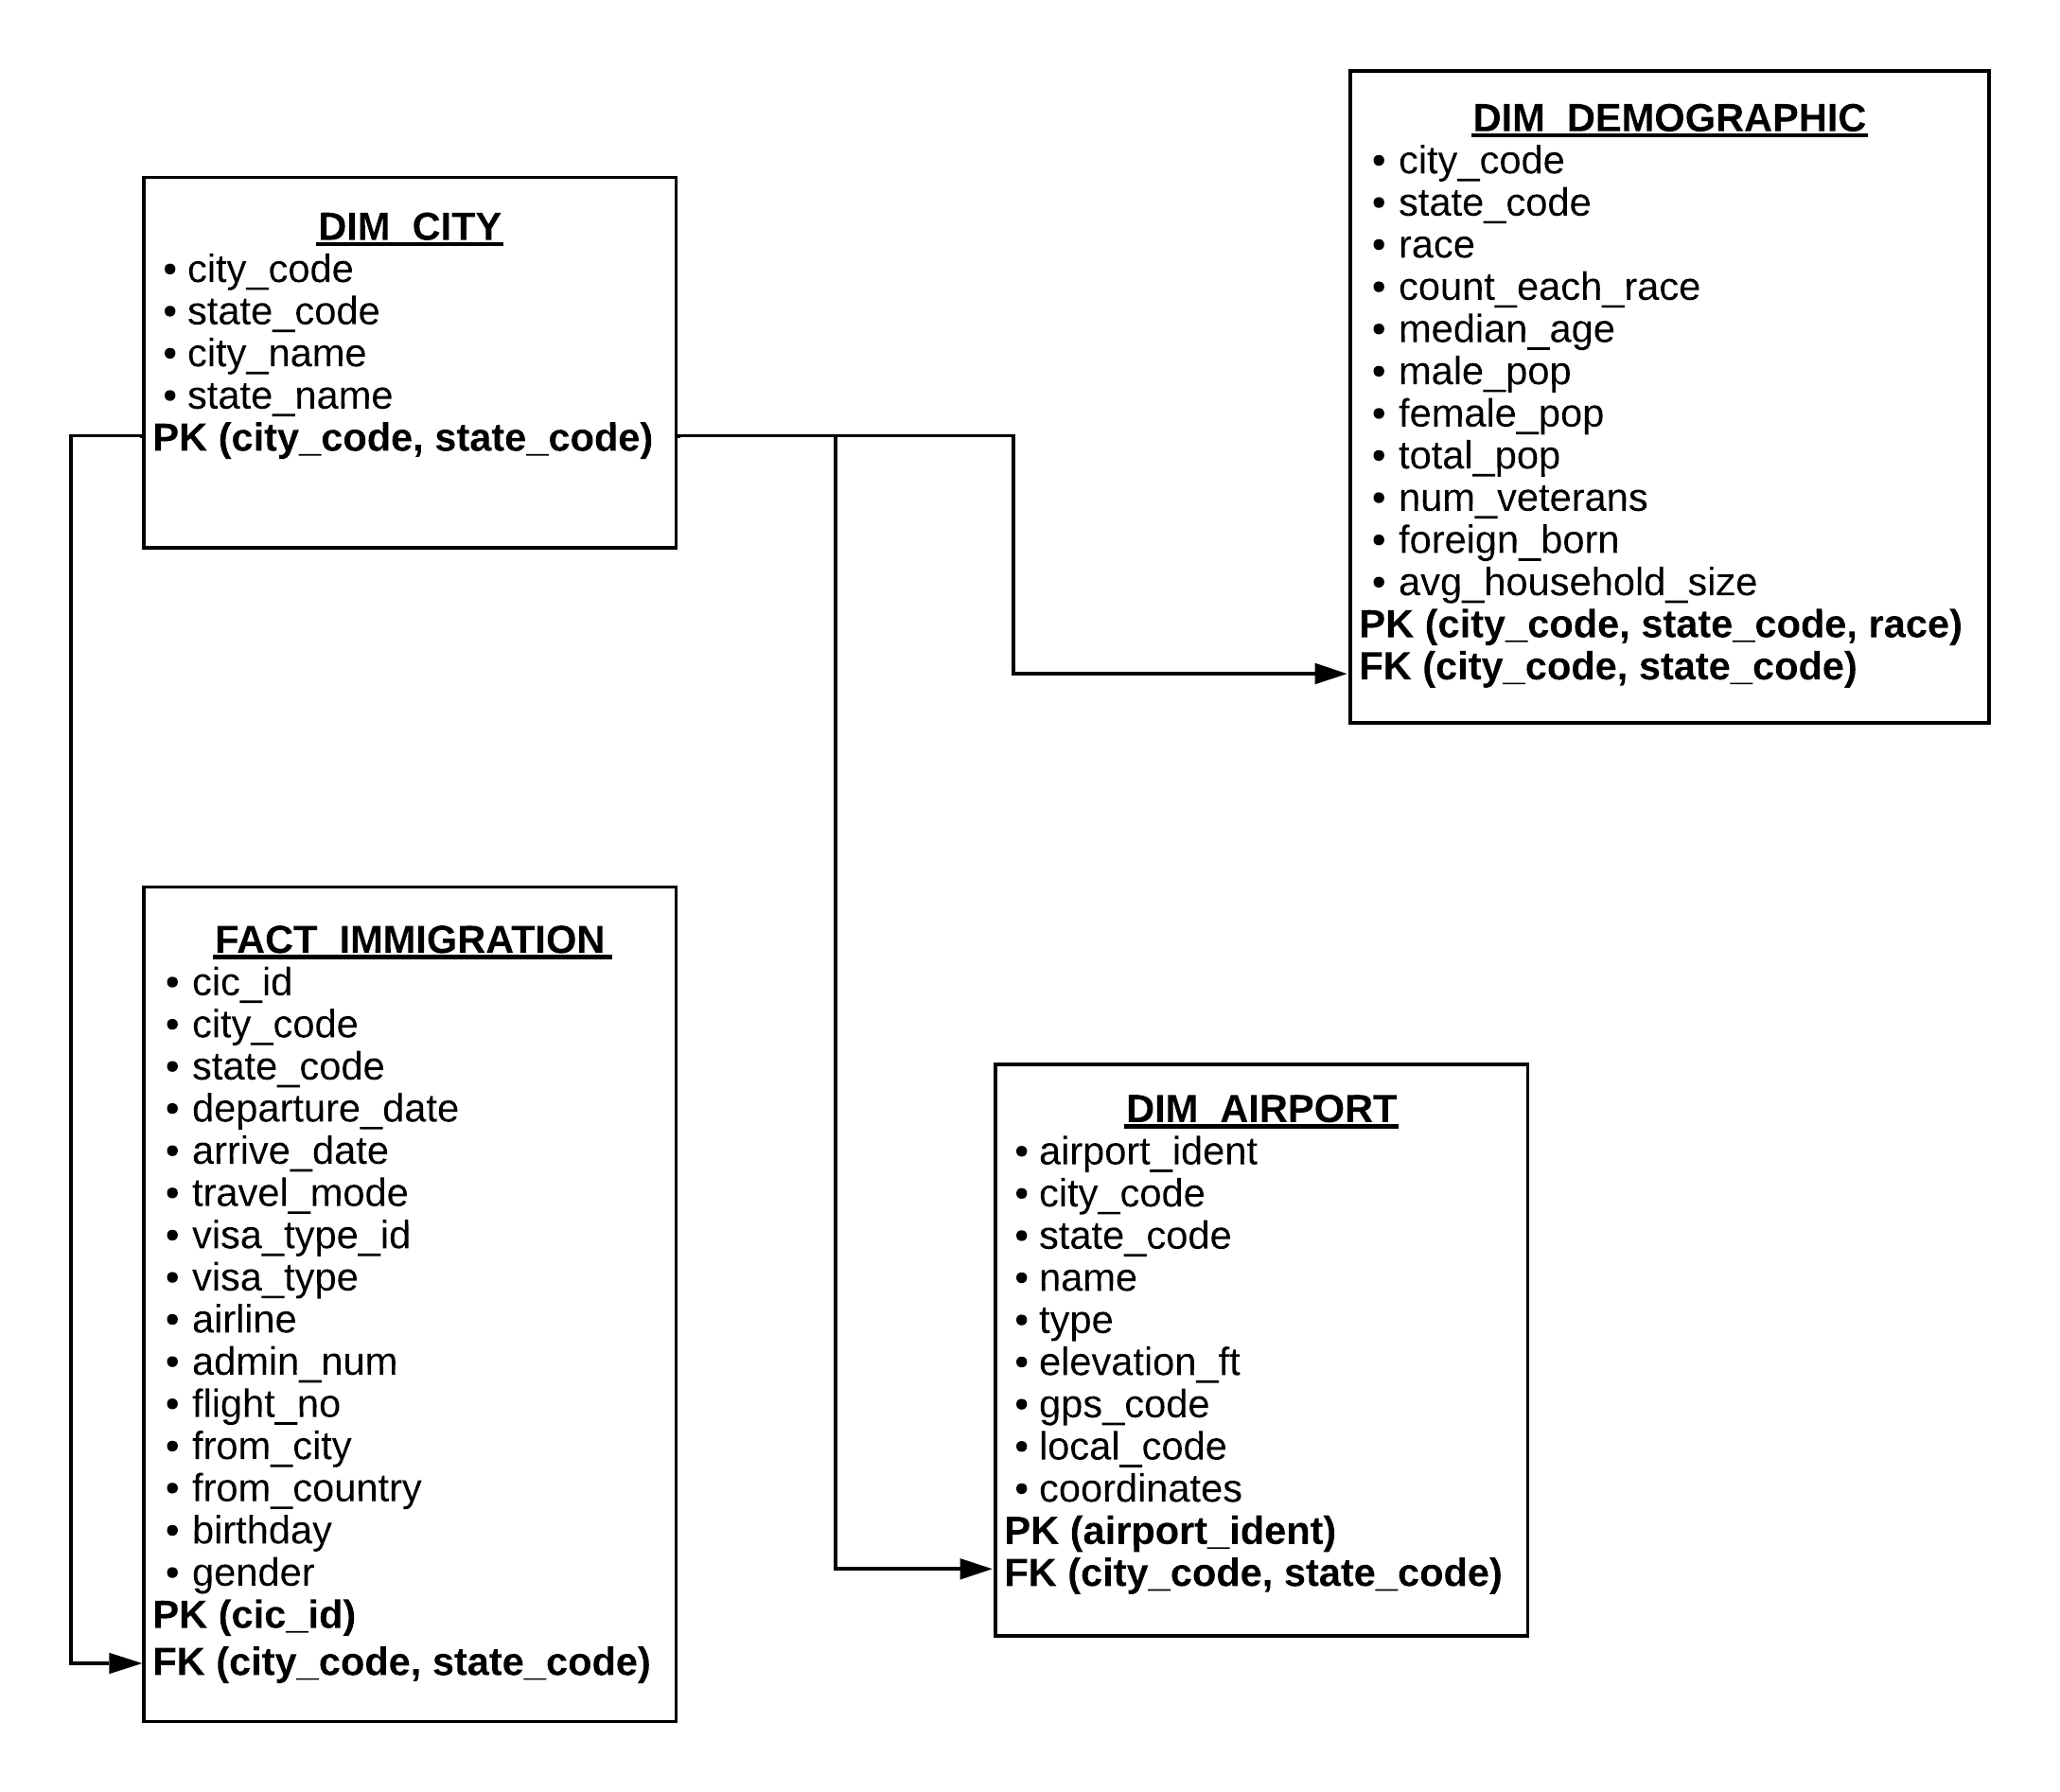 DIM_CITY
• city_code
• state_code
• city_name
• state_name
PK (city_code, state_code)
DIM_DEMOGRAPHIC
• city_code
• state_code
• race
• count_each_race
• median_age
• male_pop
• female_pop
• total_pop
• num_veterans
• foreign_born
• avg_household_size
PK (city_code, state_code, race)
FK (city_code, state_code)
FACT_IMMIGRATION
• cic_id
• city_code
• state_code
• departure_date
• arrive_date
• travel_mode
• visa_type_id
• visa_type
• airline
• admin_num
• flight_no
• from_city
• from_country
• birthday
• gender
PK (cic_id)
FK (city_code, state_code)
DIM_AIRPORT
• airport_ident
• city_code
• state_code
• name
• type
• elevation_ft
• gps_code
• local_code
• coordinates
PK (airport_ident)
FK (city_code, state_code)